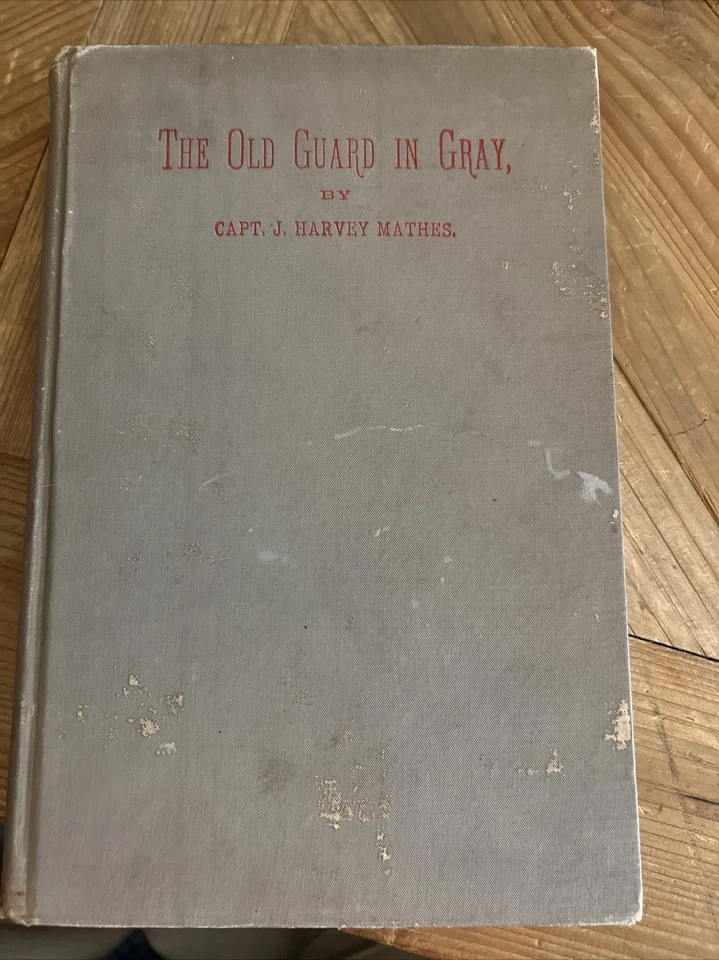 THE OLD GUARD IN GRAY,
BY
CAPT. J. HARVEY MATHES.